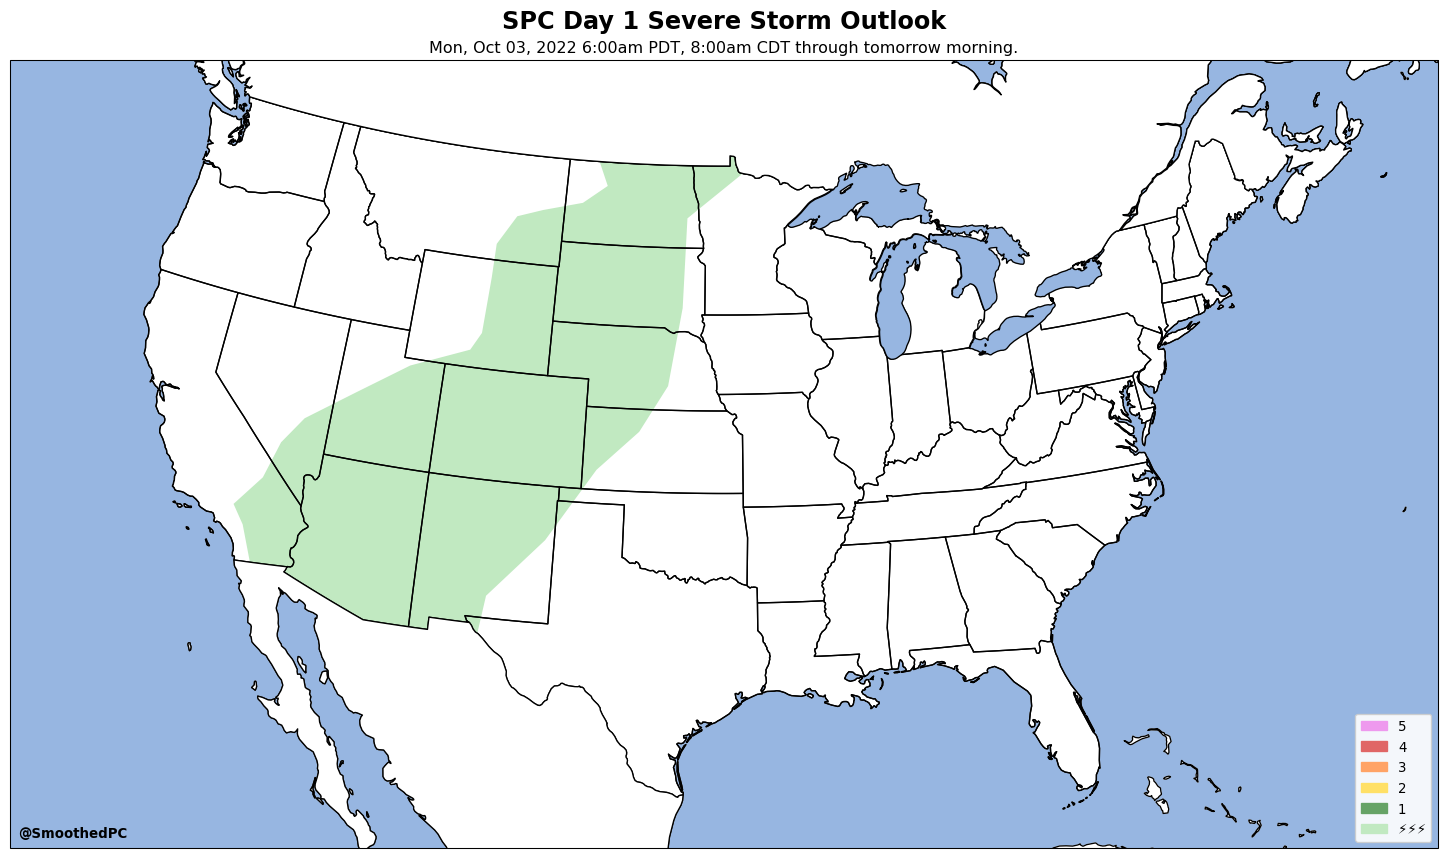 SPC Day 1 Severe Storm Outlook
Mon, Oct 03, 2022 6:00am PDT, 8:00am CDT through tomorrow morning.
5
4
3
2
1
⚡⚡⚡
@SmoothedPC